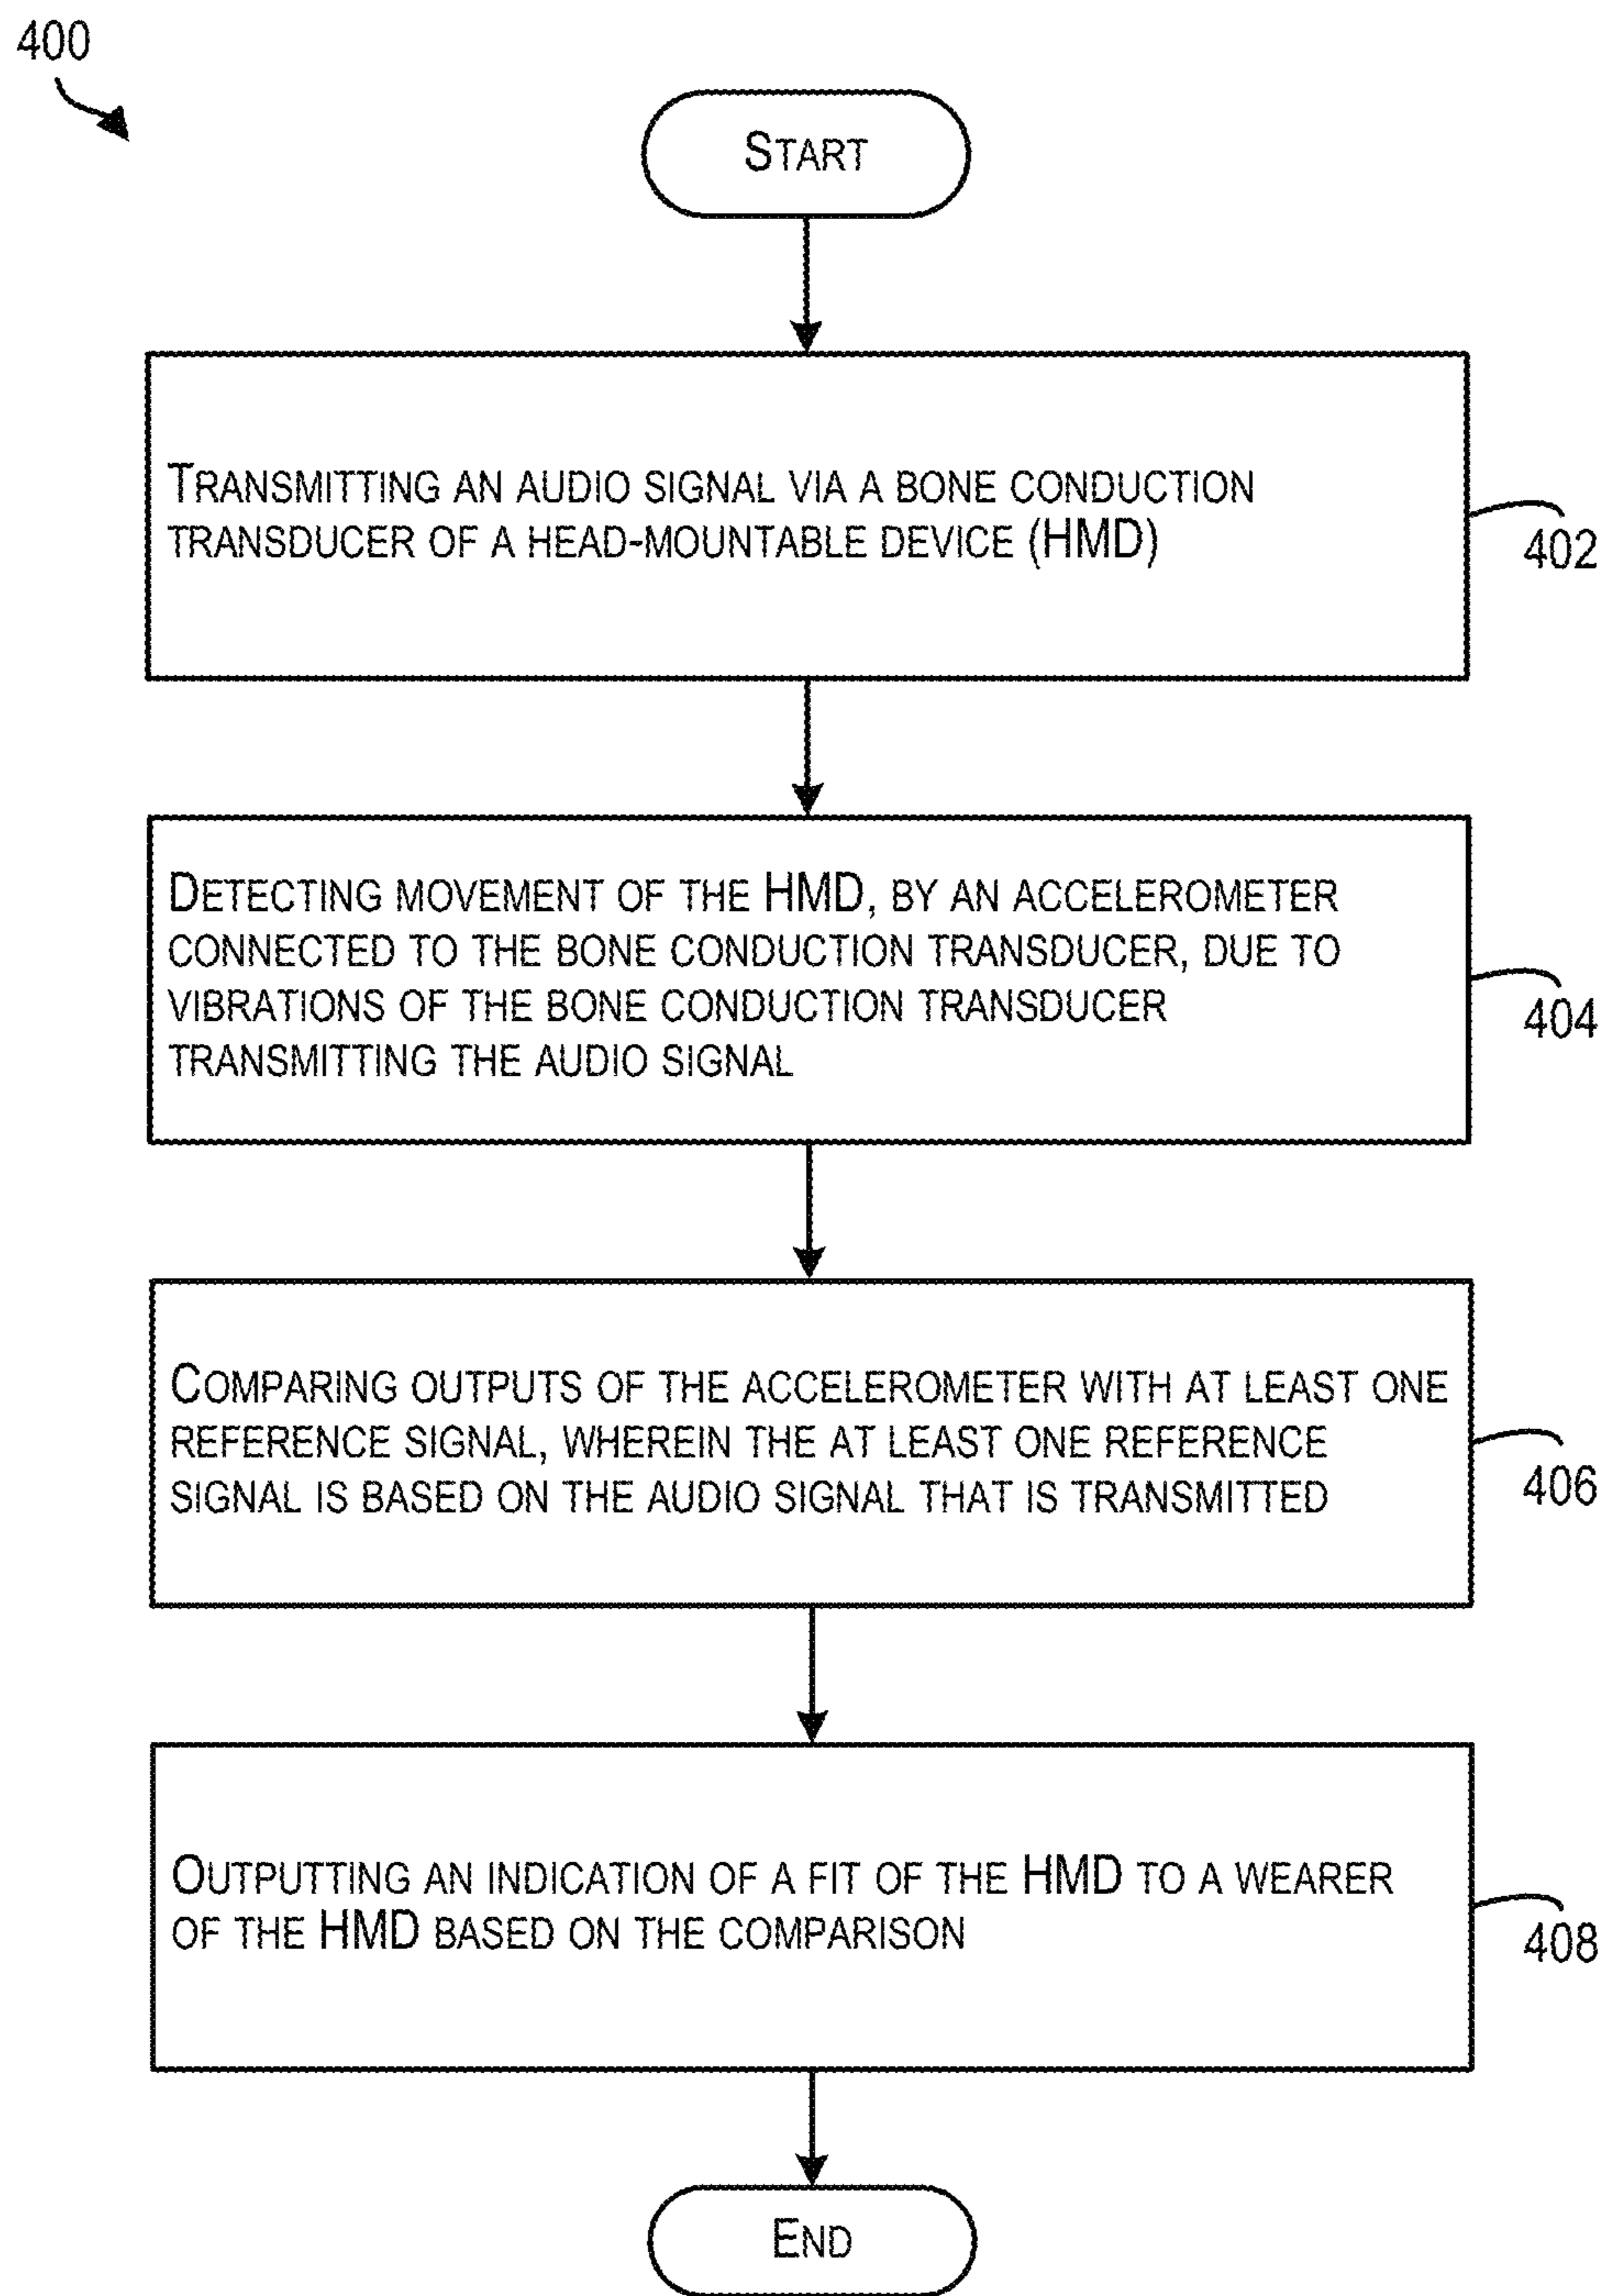 400
START
TRANSMITTING AN AUDIO SIGNAL VIA A BONE CONDUCTION
TRANSDUCER OF A HEAD-MOUNTABLE DEVICE (HMD)
402
DETECTING MOVEMENT OF THE HMD, BY AN ACCELEROMETER
CONNECTED TO THE BONE CONDUCTION TRANSDUCER, DUE TO
VIBRATIONS OF THE BONE CONDUCTION TRANSDUCER
TRANSMITTING THE AUDIO SIGNAL
404
COMPARING OUTPUTS OF THE ACCELEROMETER WITH AT LEAST ONE
REFERENCE SIGNAL, WHEREIN THE AT LEAST ONE REFERENCE
SIGNAL IS BASED ON THE AUDIO SIGNAL THAT IS TRANSMITTED
406
OUTPUTTING AN INDICATION OF A FIT OF THE HMD TO A WEARER
OF THE HMD BASED ON THE COMPARISON
408
END